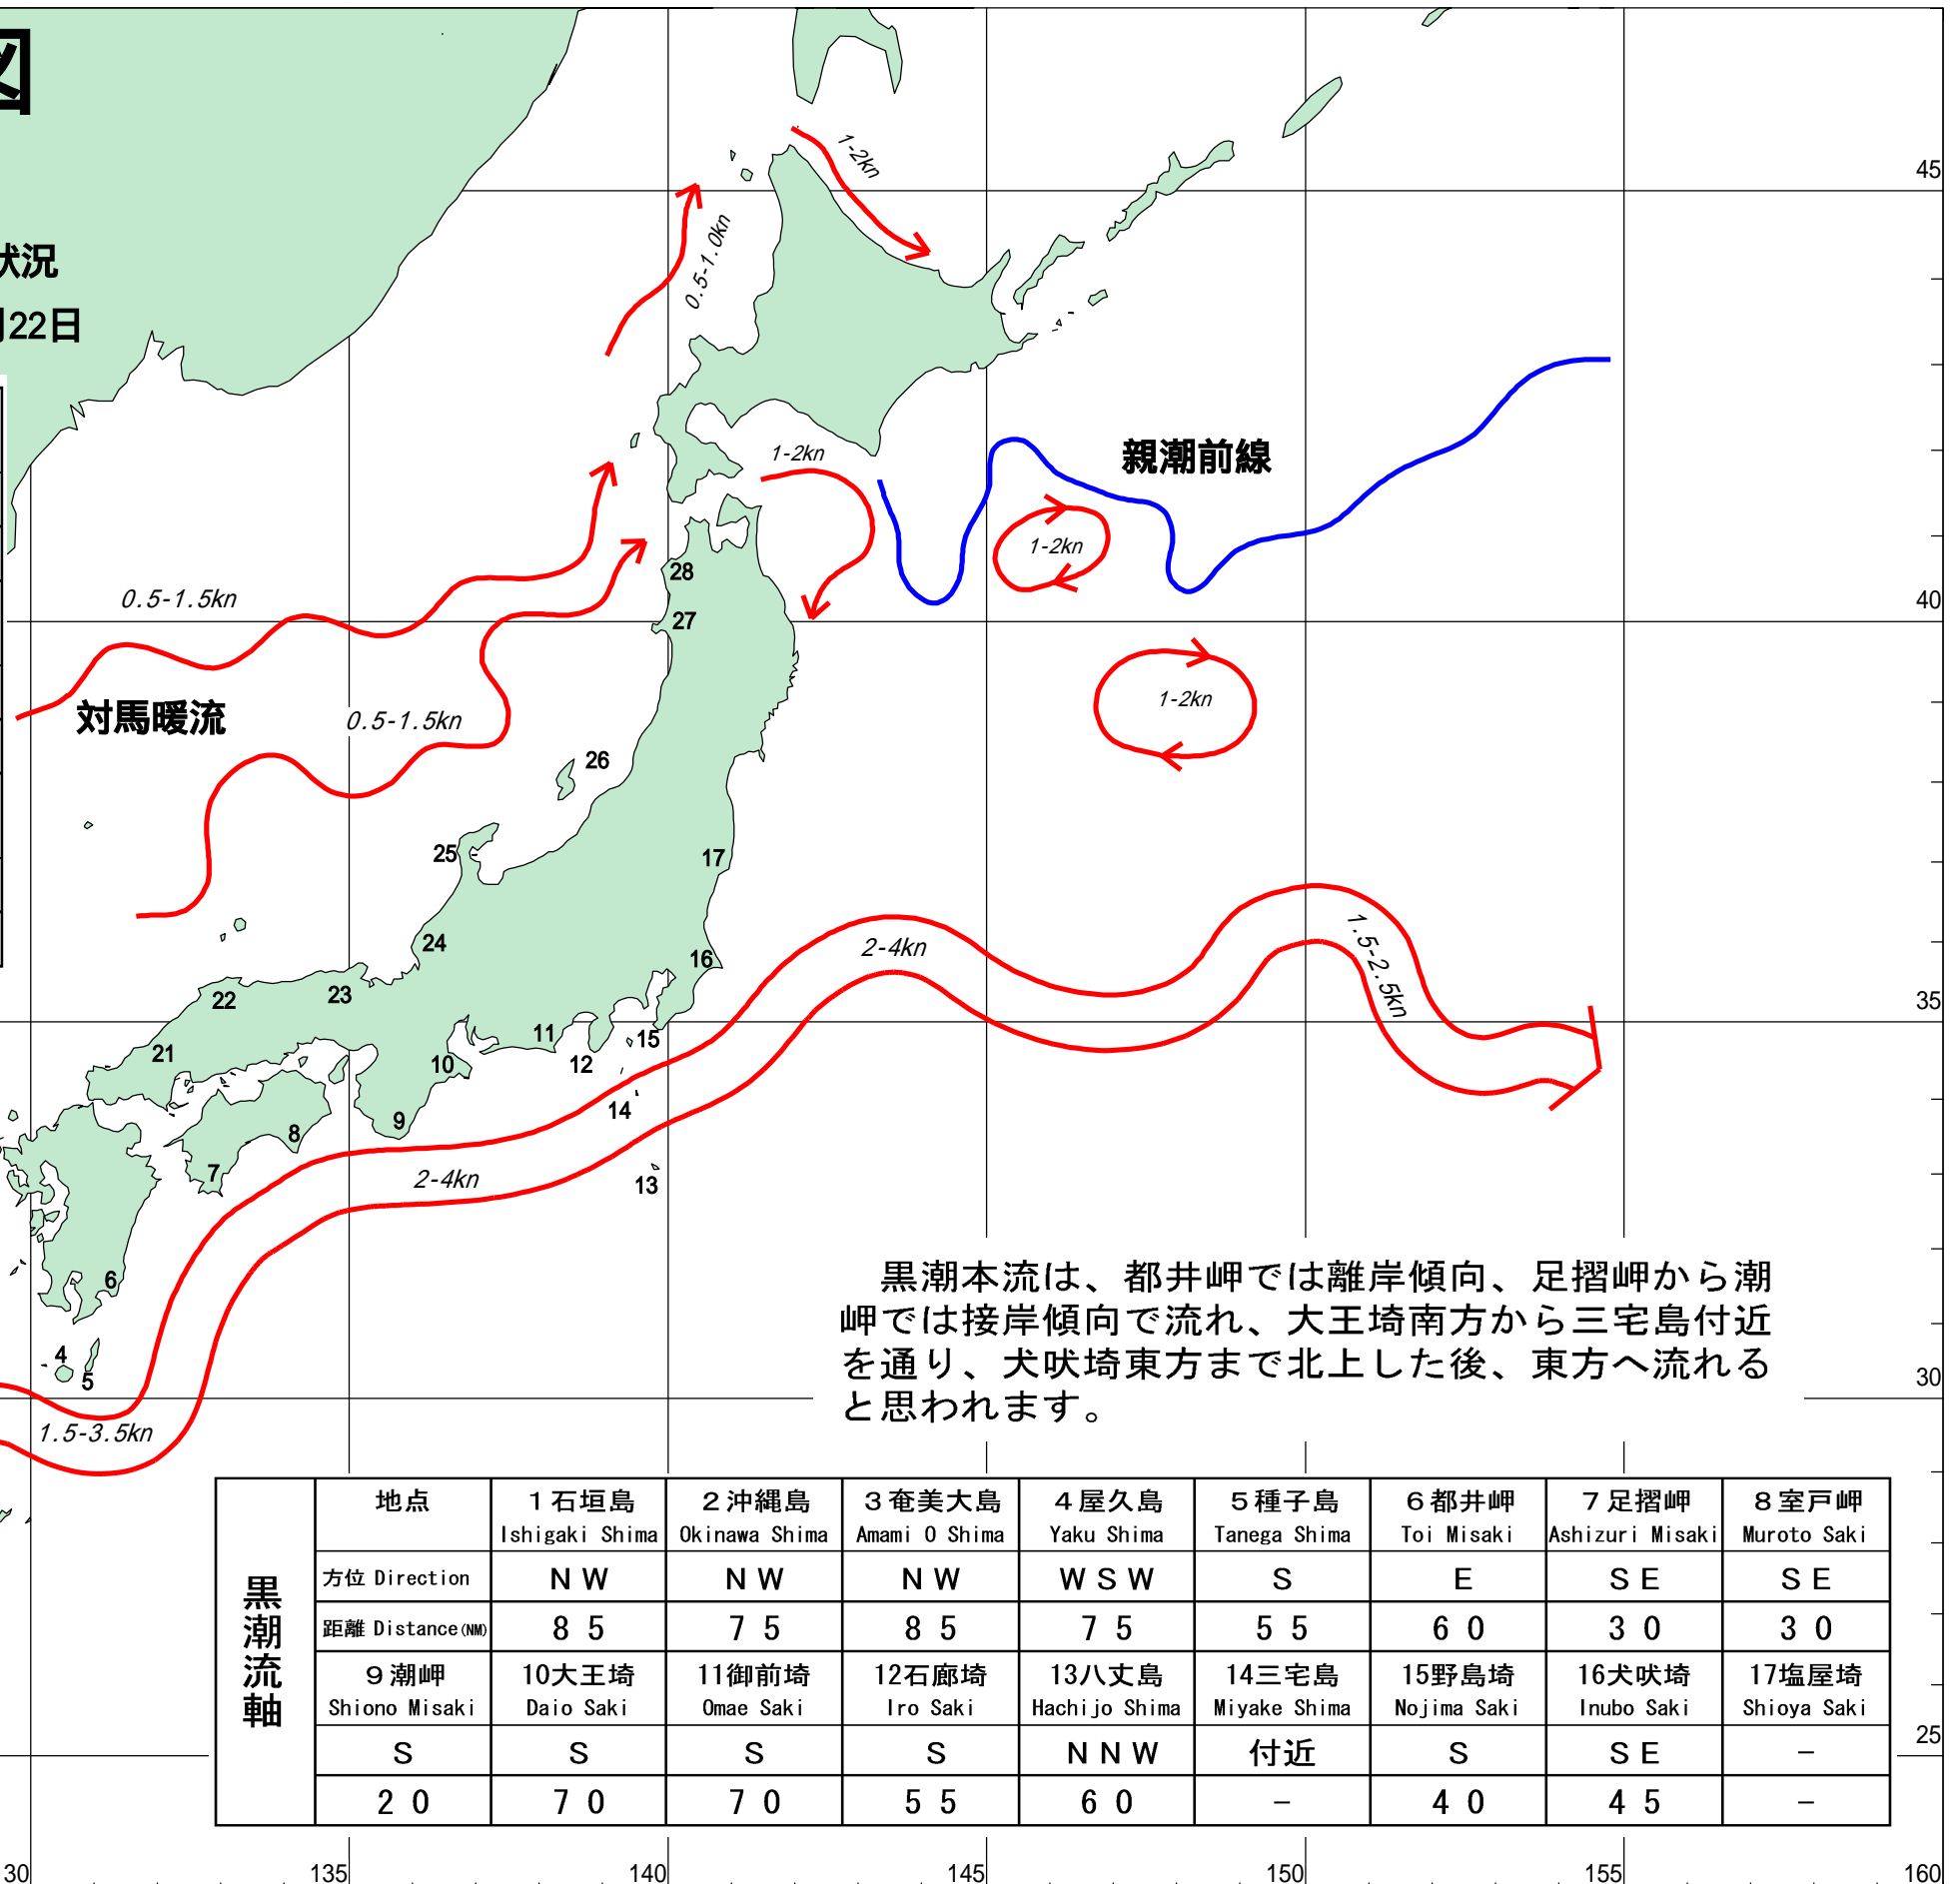 図
状況
月22日
45
1-2kn
0.5-1.0kn
親潮前線
1-2kn
1-2kn
28
0.5-1.5kn
40
27
対馬暖流
0.5-1.5kn
1-2kn
26
25
17
24
16
2-4kn
1.5-2.5kn
22
23
35
21
11
15
10
12
14
9
8
7
2-4kn
13
6
黒潮本流は、都井岬では離岸傾向、足摺岬から潮
岬では接岸傾向で流れ、大王埼南方から三宅島付近
を通り、犬吠埼東方まで北上した後、東方へ流れる
と思われます。
4
5
30
1.5-3.5kn
黒潮流軸
地点 1石垣島 2沖縄島 3奄美大島 4屋久島 5種子島 6都井岬 7足摺岬 8室戸岬
Ishigaki Shima Okinawa Shima Amami O Shima Yaku Shima Tanega Shima Toi Misaki Ashizuri Misaki Muroto Saki
方位 Direction NW NW NW WSW S E SE SE
距離 Distance(NM) 85 75 85 75 55 60 30 30
9潮岬 10大王埼 11御前埼 12石廊埼 13八丈島 14三宅島 15野島埼 16犬吠埼 17塩屋埼
Shiono Misaki Daio Saki Omae Saki Iro Saki Hachijo Shima Miyake Shima Nojima Saki Inubo Saki Shioya Saki
S S S S NNW 付近 S SE －
20 70 70 55 60 － 40 45 －
25
30 135 140 145 150 155 160